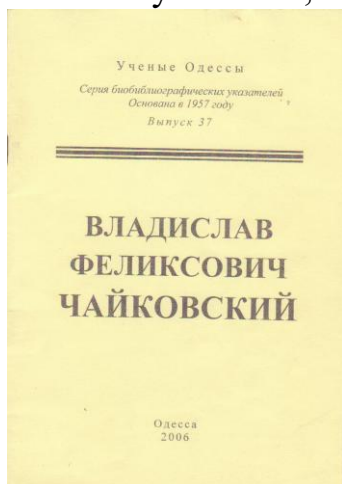 Ученые Одессы
Серия биобиблиографических указателей
Основана в 1957 году
Выпуск 37
ВЛАДИСЛАВ
ФЕЛИКСОВИЧ
ЧАЙКОВСКИЙ
Одесса
2006